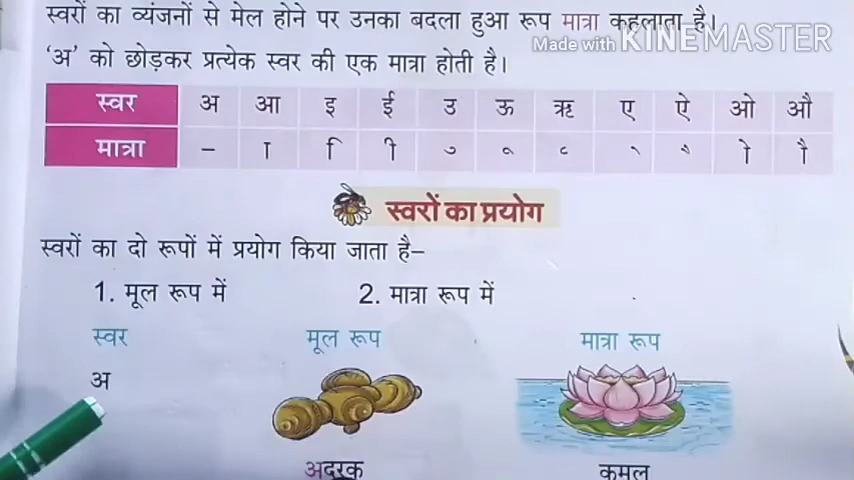 स्वरों का व्यंजनों से मेल होने पर उनका बदला हुआ रूप मात्रा कहलाता है।
Made with KINEMASTER
'अ' को छोड़कर प्रत्येक स्वर की एक मात्रा होती है।
स्वर अ आ इ ई उ ऊ ऋ ए ऐ ओ औ
मात्रा – ा ि ी ु ू ृ े ै ो ौ
स्वरों का प्रयोग
स्वरों का दो रूपों में प्रयोग किया जाता है–
1. मूल रूप में 2. मात्रा रूप में
स्वर मूल रूप मात्रा रूप
अ
अदरक कमल